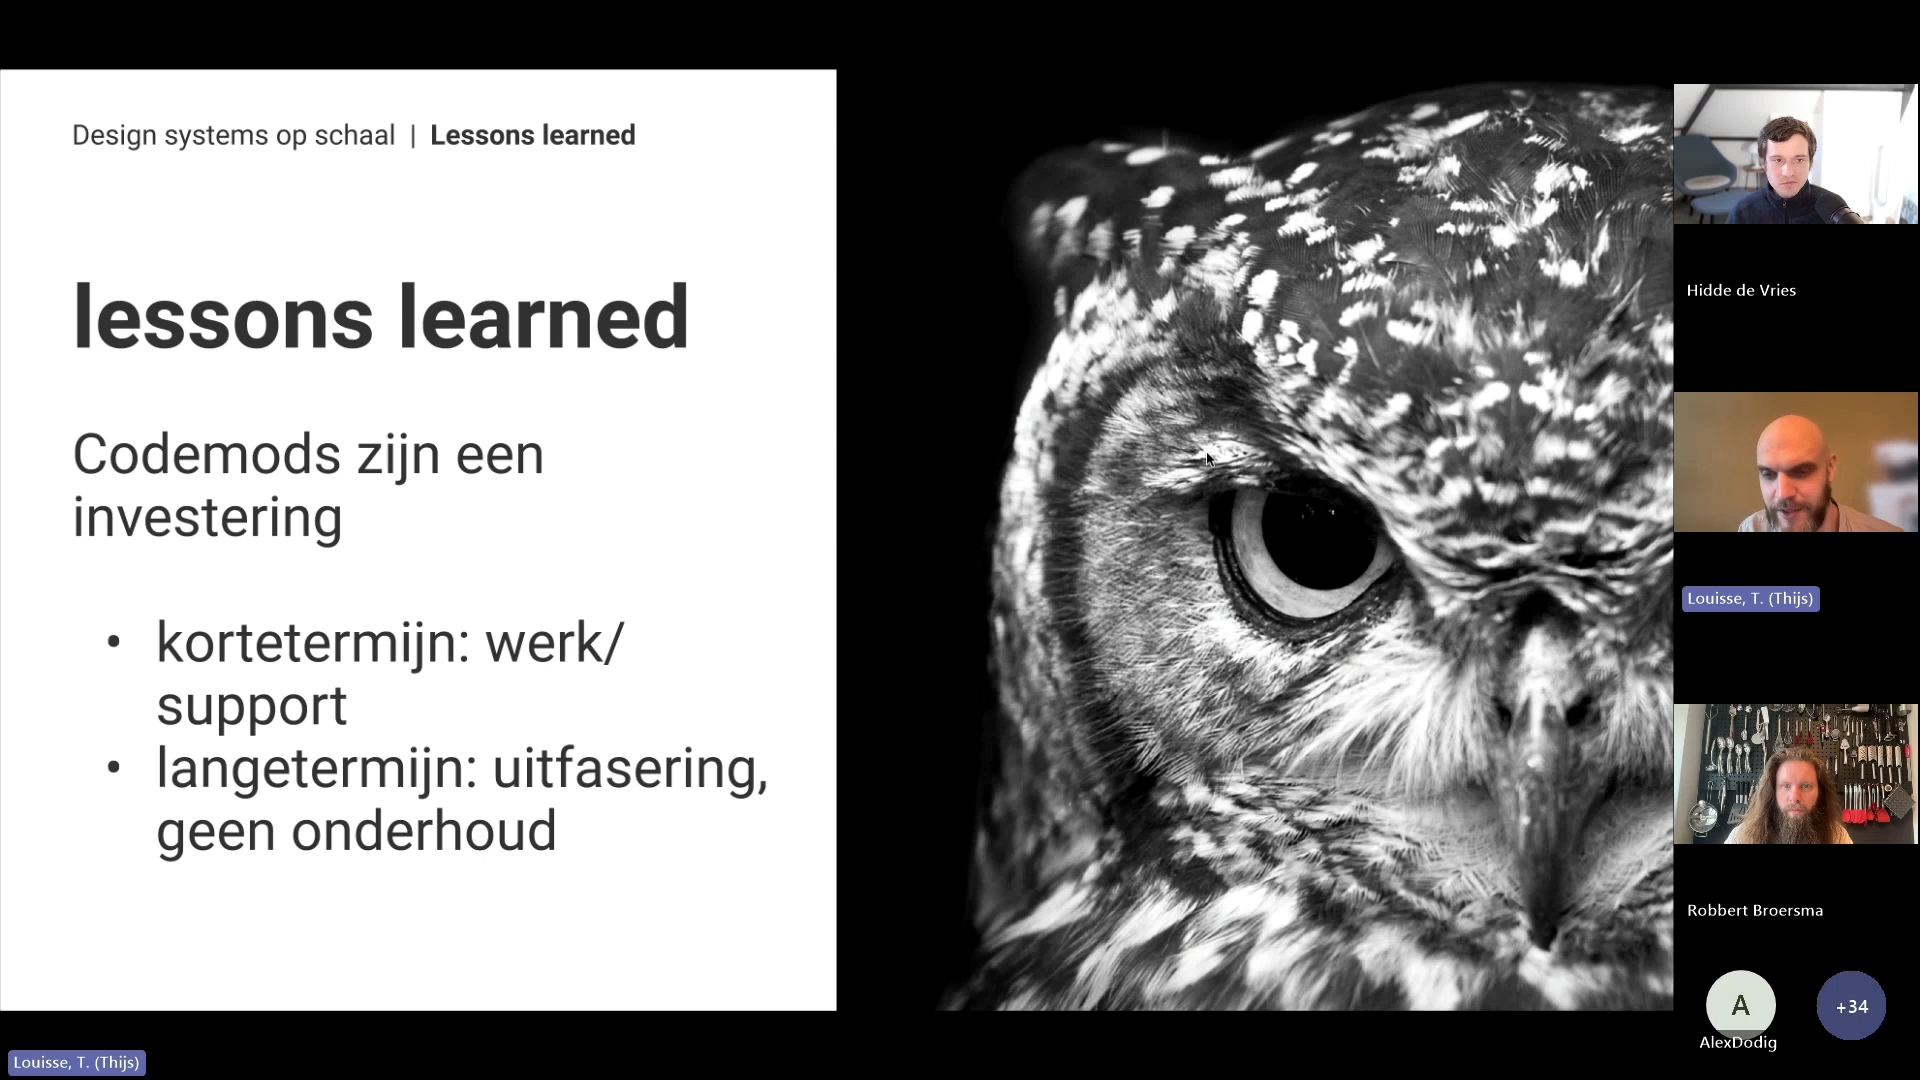 Design systems op schaal | Lessons learned
lessons learned
Codemods zijn een
investering
• kortetermijn: werk/
support
• langetermijn: uitfasering,
geen onderhoud
Hidde de Vries
Louisse, T. (Thijs)
Robbert Broersma
A
AlexDodig
+34
Louisse, T. (Thijs)